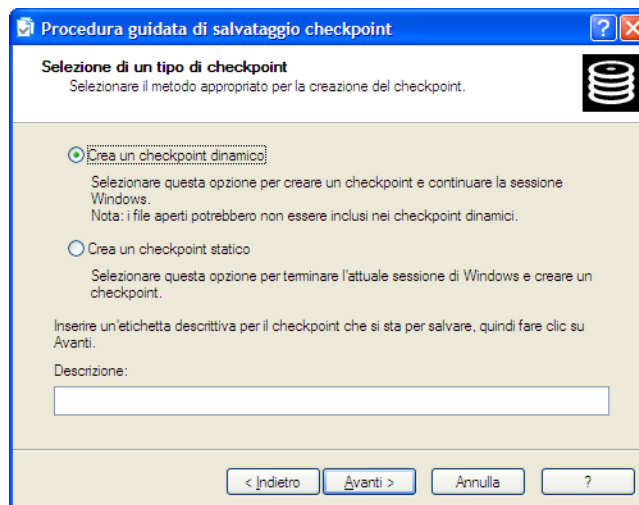 Procedura guidata di salvataggio checkpoint
Selezione di un tipo di checkpoint
Selezionare il metodo appropriato per la creazione del checkpoint.
Crea un checkpoint dinamico
Selezionare questa opzione per creare un checkpoint e continuare la sessione
Windows.
Nota: i file aperti potrebbero non essere inclusi nei checkpoint dinamici.
Crea un checkpoint statico
Selezionare questa opzione per terminare l'attuale sessione di Windows e creare un
checkpoint.
Inserire un'etichetta descrittiva per il checkpoint che si sta per salvare, quindi fare clic su
Avanti.
Descrizione:
< Indietro Avanti > Annulla ?